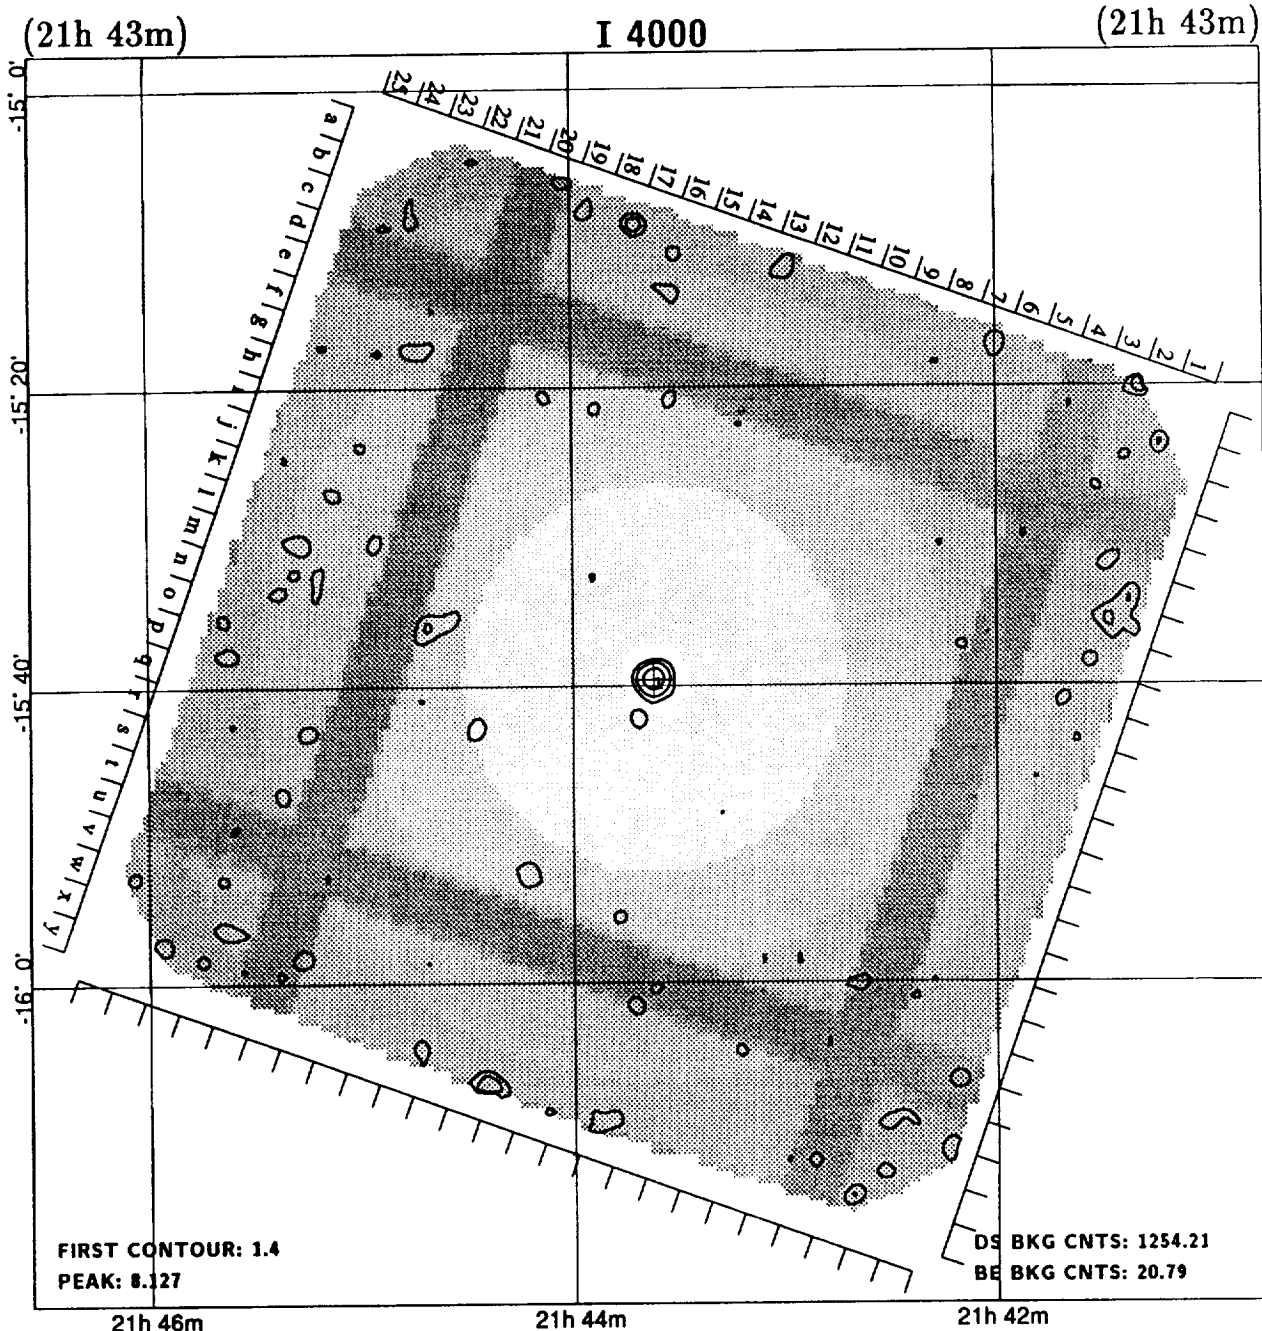 (21h 43m) I 4000 (21h 43m)
25 24 23 22 21 20 19 18 17 16 15 14 13 12 11 10 9 8 7 6 5 4 3 2 1
a b c d e f g h i j k l m n o p q r s t u v w x y
-15° 0'
-15° 20'
-15° 40'
-16° 0'
FIRST CONTOUR: 1.4
PEAK: 8.127
DS BKG CNTS: 1254.21
BE BKG CNTS: 20.79
21h 46m 21h 44m 21h 42m